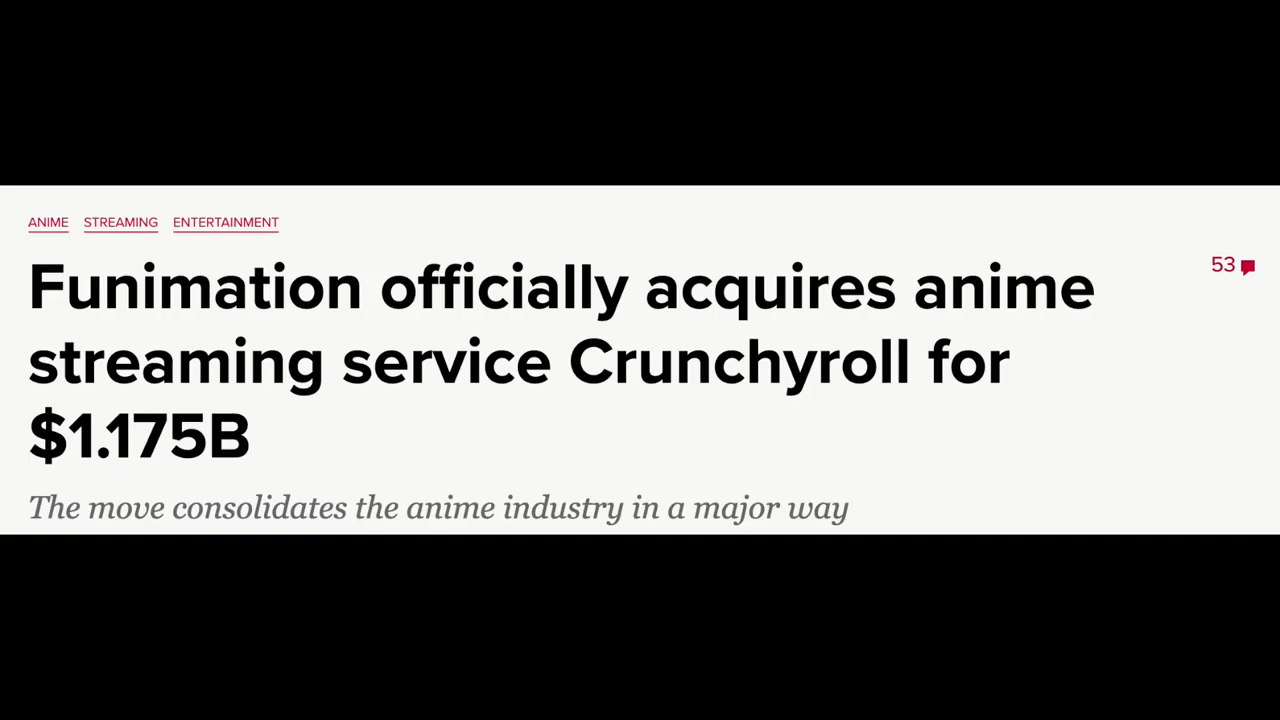 ANIME STREAMING ENTERTAINMENT
Funimation officially acquires anime
53
streaming service Crunchyroll for
$1.175B
The move consolidates the anime industry in a major way